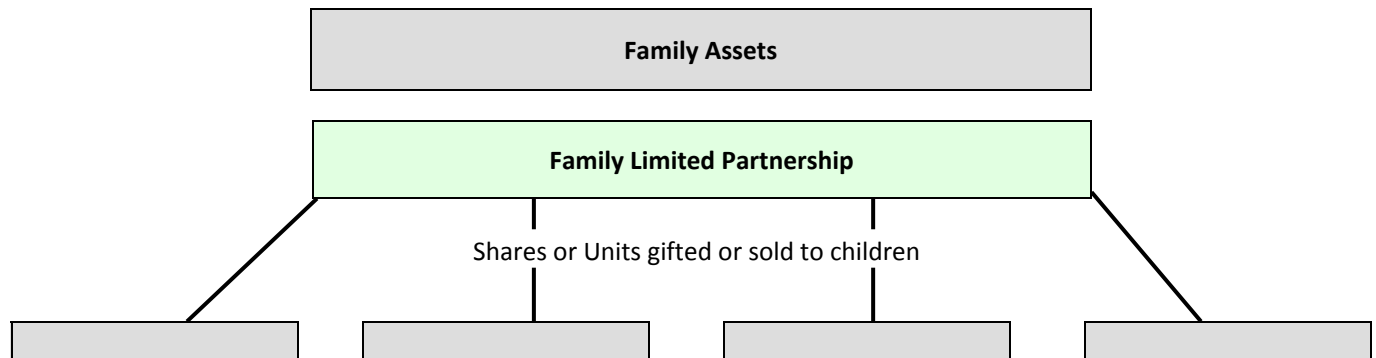 Family Assets
Family Limited Partnership
Shares or Units gifted or sold to children